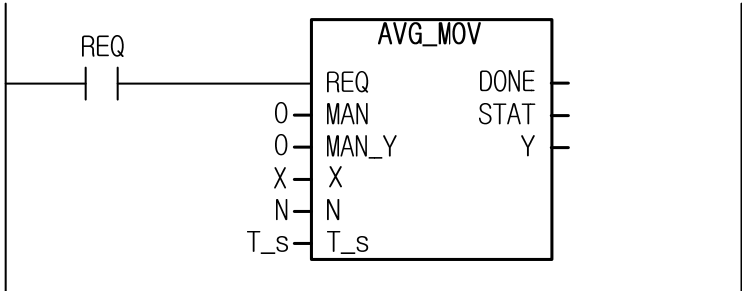 AVG_MOV
REQ
REQ DONE
0 MAN STAT
0 MAN_Y Y
X X
N N
T_s T_s